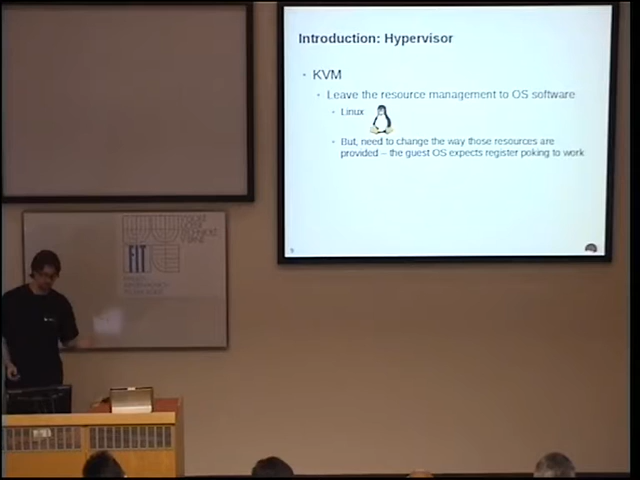 Introduction: Hypervisor
KVM
Leave the resource management to OS software
Linux
But, need to change the way those resources are
provided – the guest OS expects register poking to work
FIT